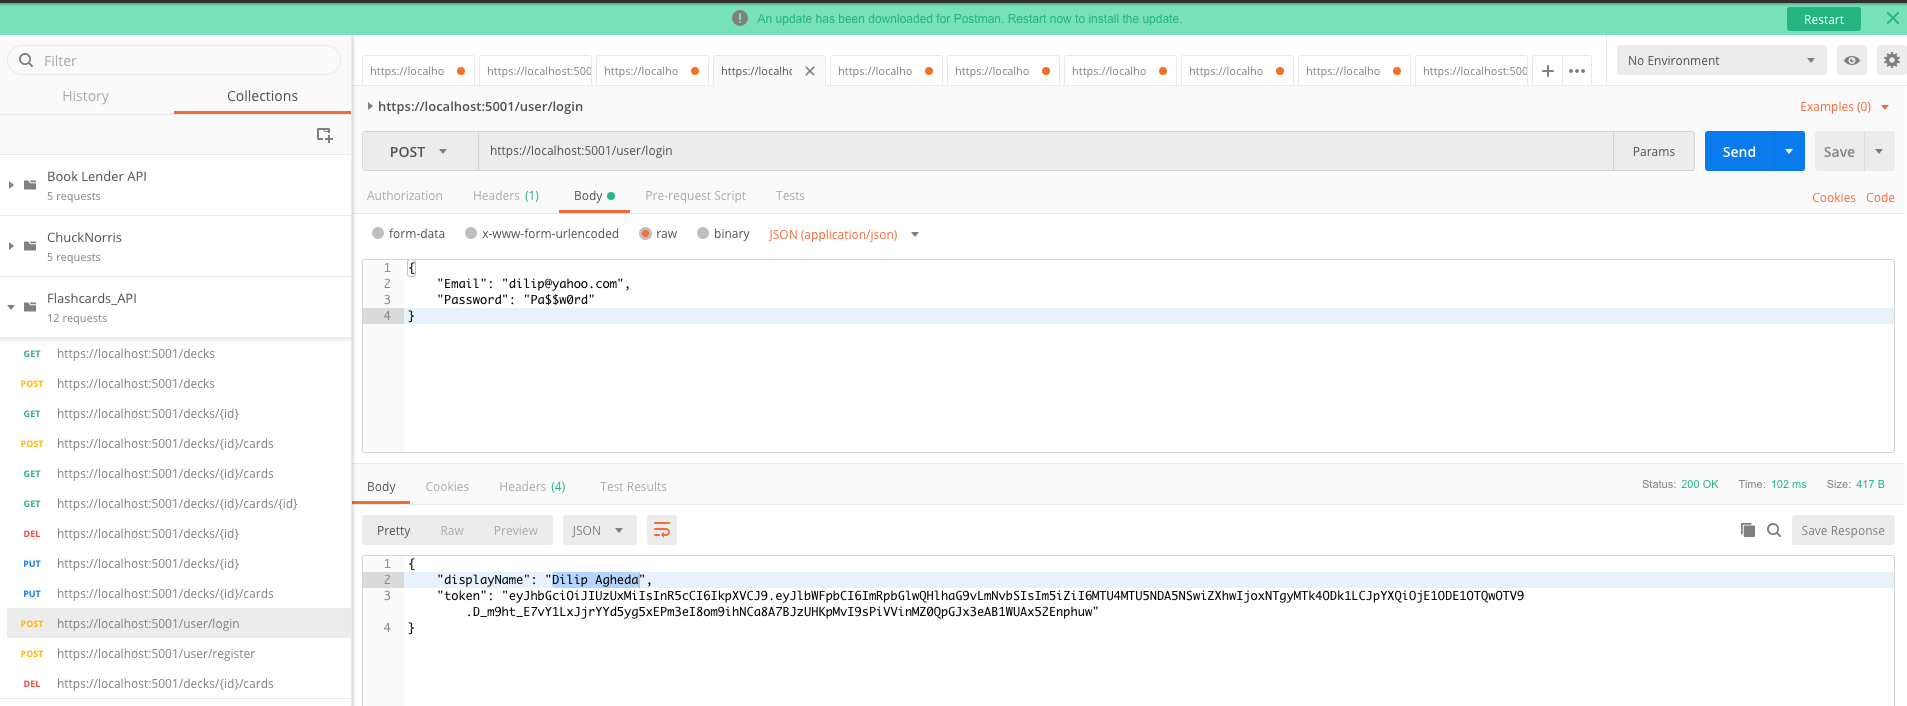 An update has been downloaded for Postman. Restart now to install the update.
Restart
Filter
History
Collections
Book Lender API
5 requests
ChuckNorris
5 requests
Flashcards_API
12 requests
GET https://localhost:5001/decks
POST https://localhost:5001/decks
GET https://localhost:5001/decks/{id}
POST https://localhost:5001/decks/{id}/cards
GET https://localhost:5001/decks/{id}/cards
GET https://localhost:5001/decks/{id}/cards/{id}
DEL https://localhost:5001/decks/{id}
PUT https://localhost:5001/decks/{id}
PUT https://localhost:5001/decks/{id}/cards
POST https://localhost:5001/user/login
POST https://localhost:5001/user/register
DEL https://localhost:5001/decks/{id}/cards
https://localho https://localhost:500 https://localho https://localho https://localho https://localho https://localho https://localho https://localho https://localhost:500
No Environment
https://localhost:5001/user/login
Examples (0)
POST https://localhost:5001/user/login Params Send Save
Authorization Headers (1) Body Pre-request Script Tests Cookies Code
form-data x-www-form-urlencoded raw binary JSON (application/json)
1 {
2 "Email": "dilip@yahoo.com",
3 "Password": "Pa$$w0rd"
4 }
Body Cookies Headers (4) Test Results Status: 200 OK Time: 102 ms Size: 417 B
Pretty Raw Preview JSON Save Response
1 {
2 "displayName": "Dilip Agheda",
3 "token": "eyJhbGciOiJIUzUxMiIsInR5cCI6IkpXVCJ9.eyJlbWFpbCI6ImRpbGlwQHlhaG9vLmNvbSIsIm5iZiI6MTU4MTU5NDA5NSwiZXhwIjoxNTgyMTk4ODk1LCJpYXQiOjE1ODE1OTQwOTV9
.D_m9ht_E7vY1LxJjrYYd5yg5xEPm3eI8om9ihNCa8A7BJzUHKpMvI9sPiVVinMZ0QpGJx3eAB1WUAx52Enphuw"
4 }